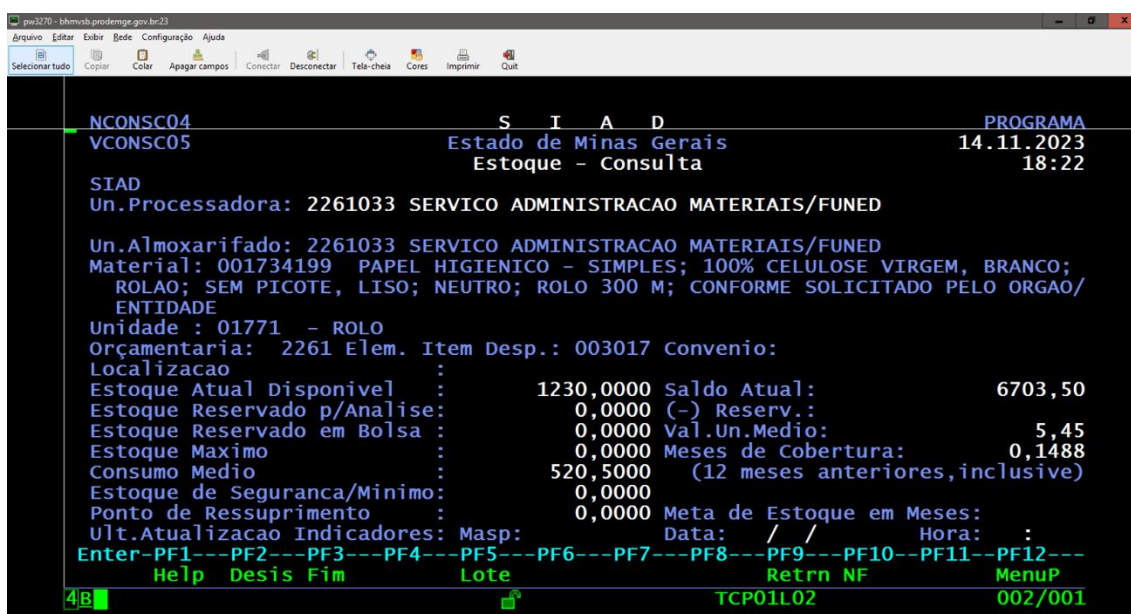 pw3270 - bhmvsb.prodemge.gov.br:23
Arquivo Editar Exibir Rede Configuração Ajuda
Selecionar tudo Copiar Colar Apagar campos Conectar Desconectar Tela-cheia Cores Imprimir Quit
NCONSC04 S I A D PROGRAMA
VCONSC05 Estado de Minas Gerais 14.11.2023
Estoque - Consulta 18:22
SIAD
Un.Processadora: 2261033 SERVICO ADMINISTRACAO MATERIAIS/FUNED
Un.Almoxarifado: 2261033 SERVICO ADMINISTRACAO MATERIAIS/FUNED
Material: 001734199 PAPEL HIGIENICO - SIMPLES; 100% CELULOSE VIRGEM, BRANCO;
ROLAO; SEM PICOTE, LISO; NEUTRO; ROLO 300 M; CONFORME SOLICITADO PELO ORGAO/
ENTIDADE
Unidade : 01771 - ROLO
Orçamentaria: 2261 Elem. Item Desp.: 003017 Convenio:
Localizacao :
Estoque Atual Disponivel : 1230,0000 Saldo Atual: 6703,50
Estoque Reservado p/Analise: 0,0000 (-) Reserv.:
Estoque Reservado em Bolsa : 0,0000 Val.Un.Medio: 5,45
Estoque Maximo : 0,0000 Meses de Cobertura: 0,1488
Consumo Medio : 520,5000 (12 meses anteriores,inclusive)
Estoque de Seguranca/Minimo: 0,0000
Ponto de Ressuprimento : 0,0000 Meta de Estoque em Meses:
Ult.Atualizacao Indicadores: Masp: Data: / / Hora: :
Enter-PF1---PF2---PF3---PF4---PF5---PF6---PF7---PF8---PF9---PF10--PF11--PF12---
Help Desis Fim Lote Retrn NF MenuP
4B TCP01L02 002/001